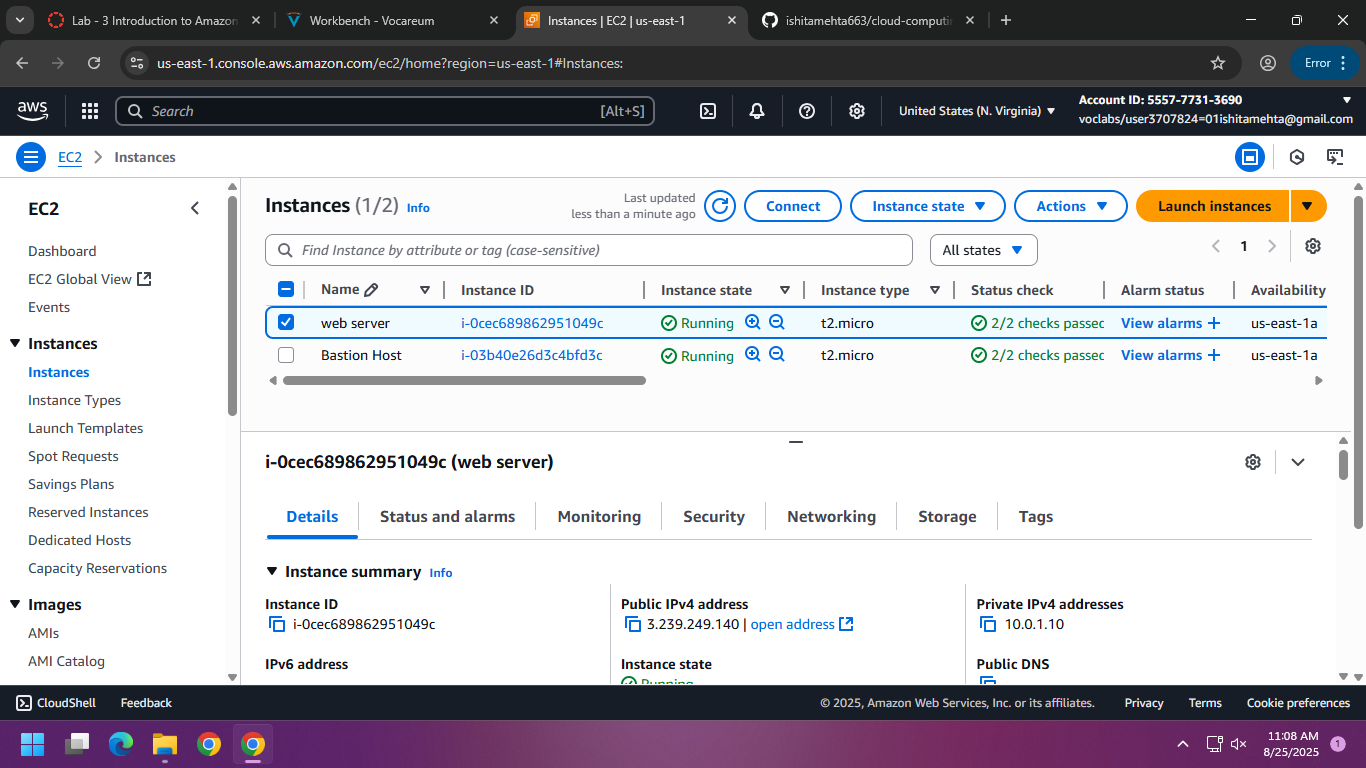 Lab - 3 Introduction to Amazon
Workbench - Vocareum
Instances | EC2 | us-east-1
ishitamehta663/cloud-computin
us-east-1.console.aws.amazon.com/ec2/home?region=us-east-1#Instances:
Error
aws
Search
[Alt+S]
United States (N. Virginia)
Account ID: 5557-7731-3690
voclabs/user3707824=01ishitamehta@gmail.com
EC2
Instances
EC2
Dashboard
EC2 Global View
Events
Instances
Instances
Instance Types
Launch Templates
Spot Requests
Savings Plans
Reserved Instances
Dedicated Hosts
Capacity Reservations
Images
AMIs
AMI Catalog
Instances (1/2) Info
Last updated
less than a minute ago
Connect
Instance state
Actions
Launch instances
Find Instance by attribute or tag (case-sensitive)
All states
1
Name Instance ID Instance state Instance type Status check Alarm status Availability
web server i-0cec689862951049c Running t2.micro 2/2 checks passed View alarms + us-east-1a
Bastion Host i-03b40e26d3c4bfd3c Running t2.micro 2/2 checks passed View alarms + us-east-1a
i-0cec689862951049c (web server)
Details
Status and alarms
Monitoring
Security
Networking
Storage
Tags
Instance summary Info
Instance ID
i-0cec689862951049c
IPv6 address
Public IPv4 address
3.239.249.140 | open address
Instance state
Running
Private IPv4 addresses
10.0.1.10
Public DNS
CloudShell
Feedback
© 2025, Amazon Web Services, Inc. or its affiliates.
Privacy
Terms
Cookie preferences
11:08 AM
8/25/2025
1